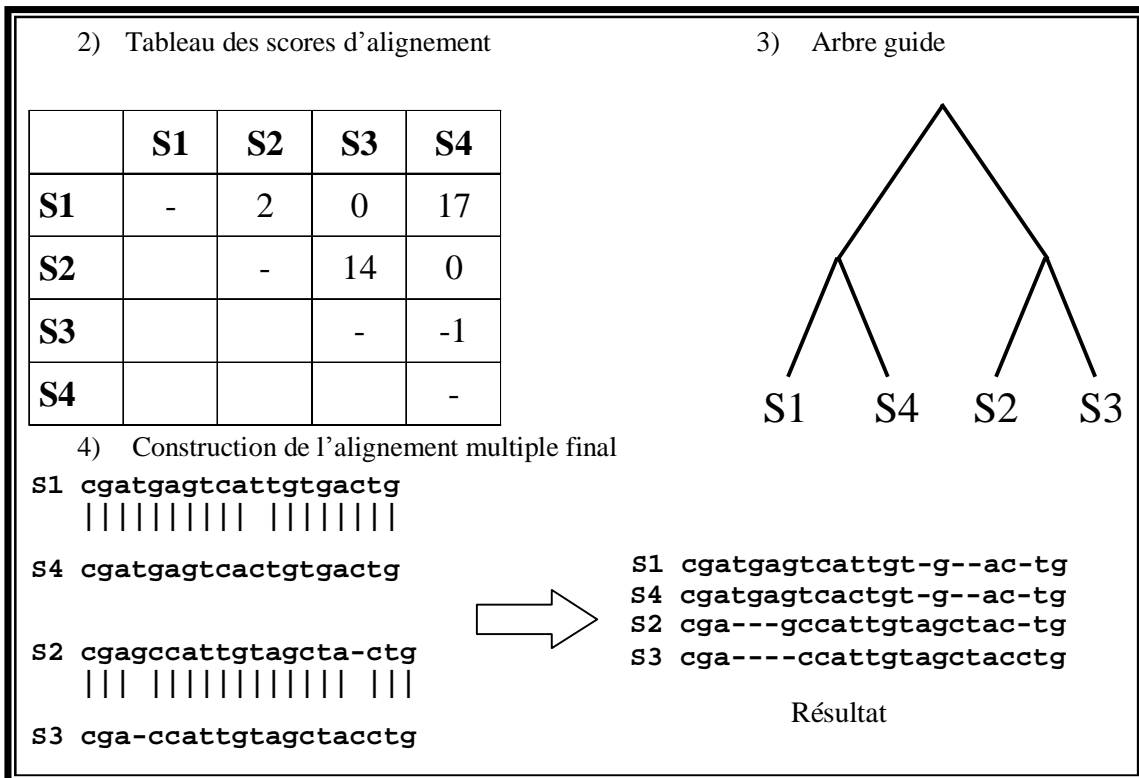 2) Tableau des scores d’alignement
3) Arbre guide
S1 S2 S3 S4
S1 - 2 0 17
S2 - 14 0
S3 - -1
S4 -
S1 S4 S2 S3
4) Construction de l’alignement multiple final
S1 cgatgagtcattgtgactg
|||||||||| ||||||||
S4 cgatgagtcactgtgactg
S2 cgagccattgtagcta-ctg
||| |||||||||||| |||
S3 cga-ccattgtagctacctg
S1 cgatgagtcattgt-g--ac-tg
S4 cgatgagtcactgt-g--ac-tg
S2 cga---gccattgtagctac-tg
S3 cga----ccattgtagctacctg
Résultat